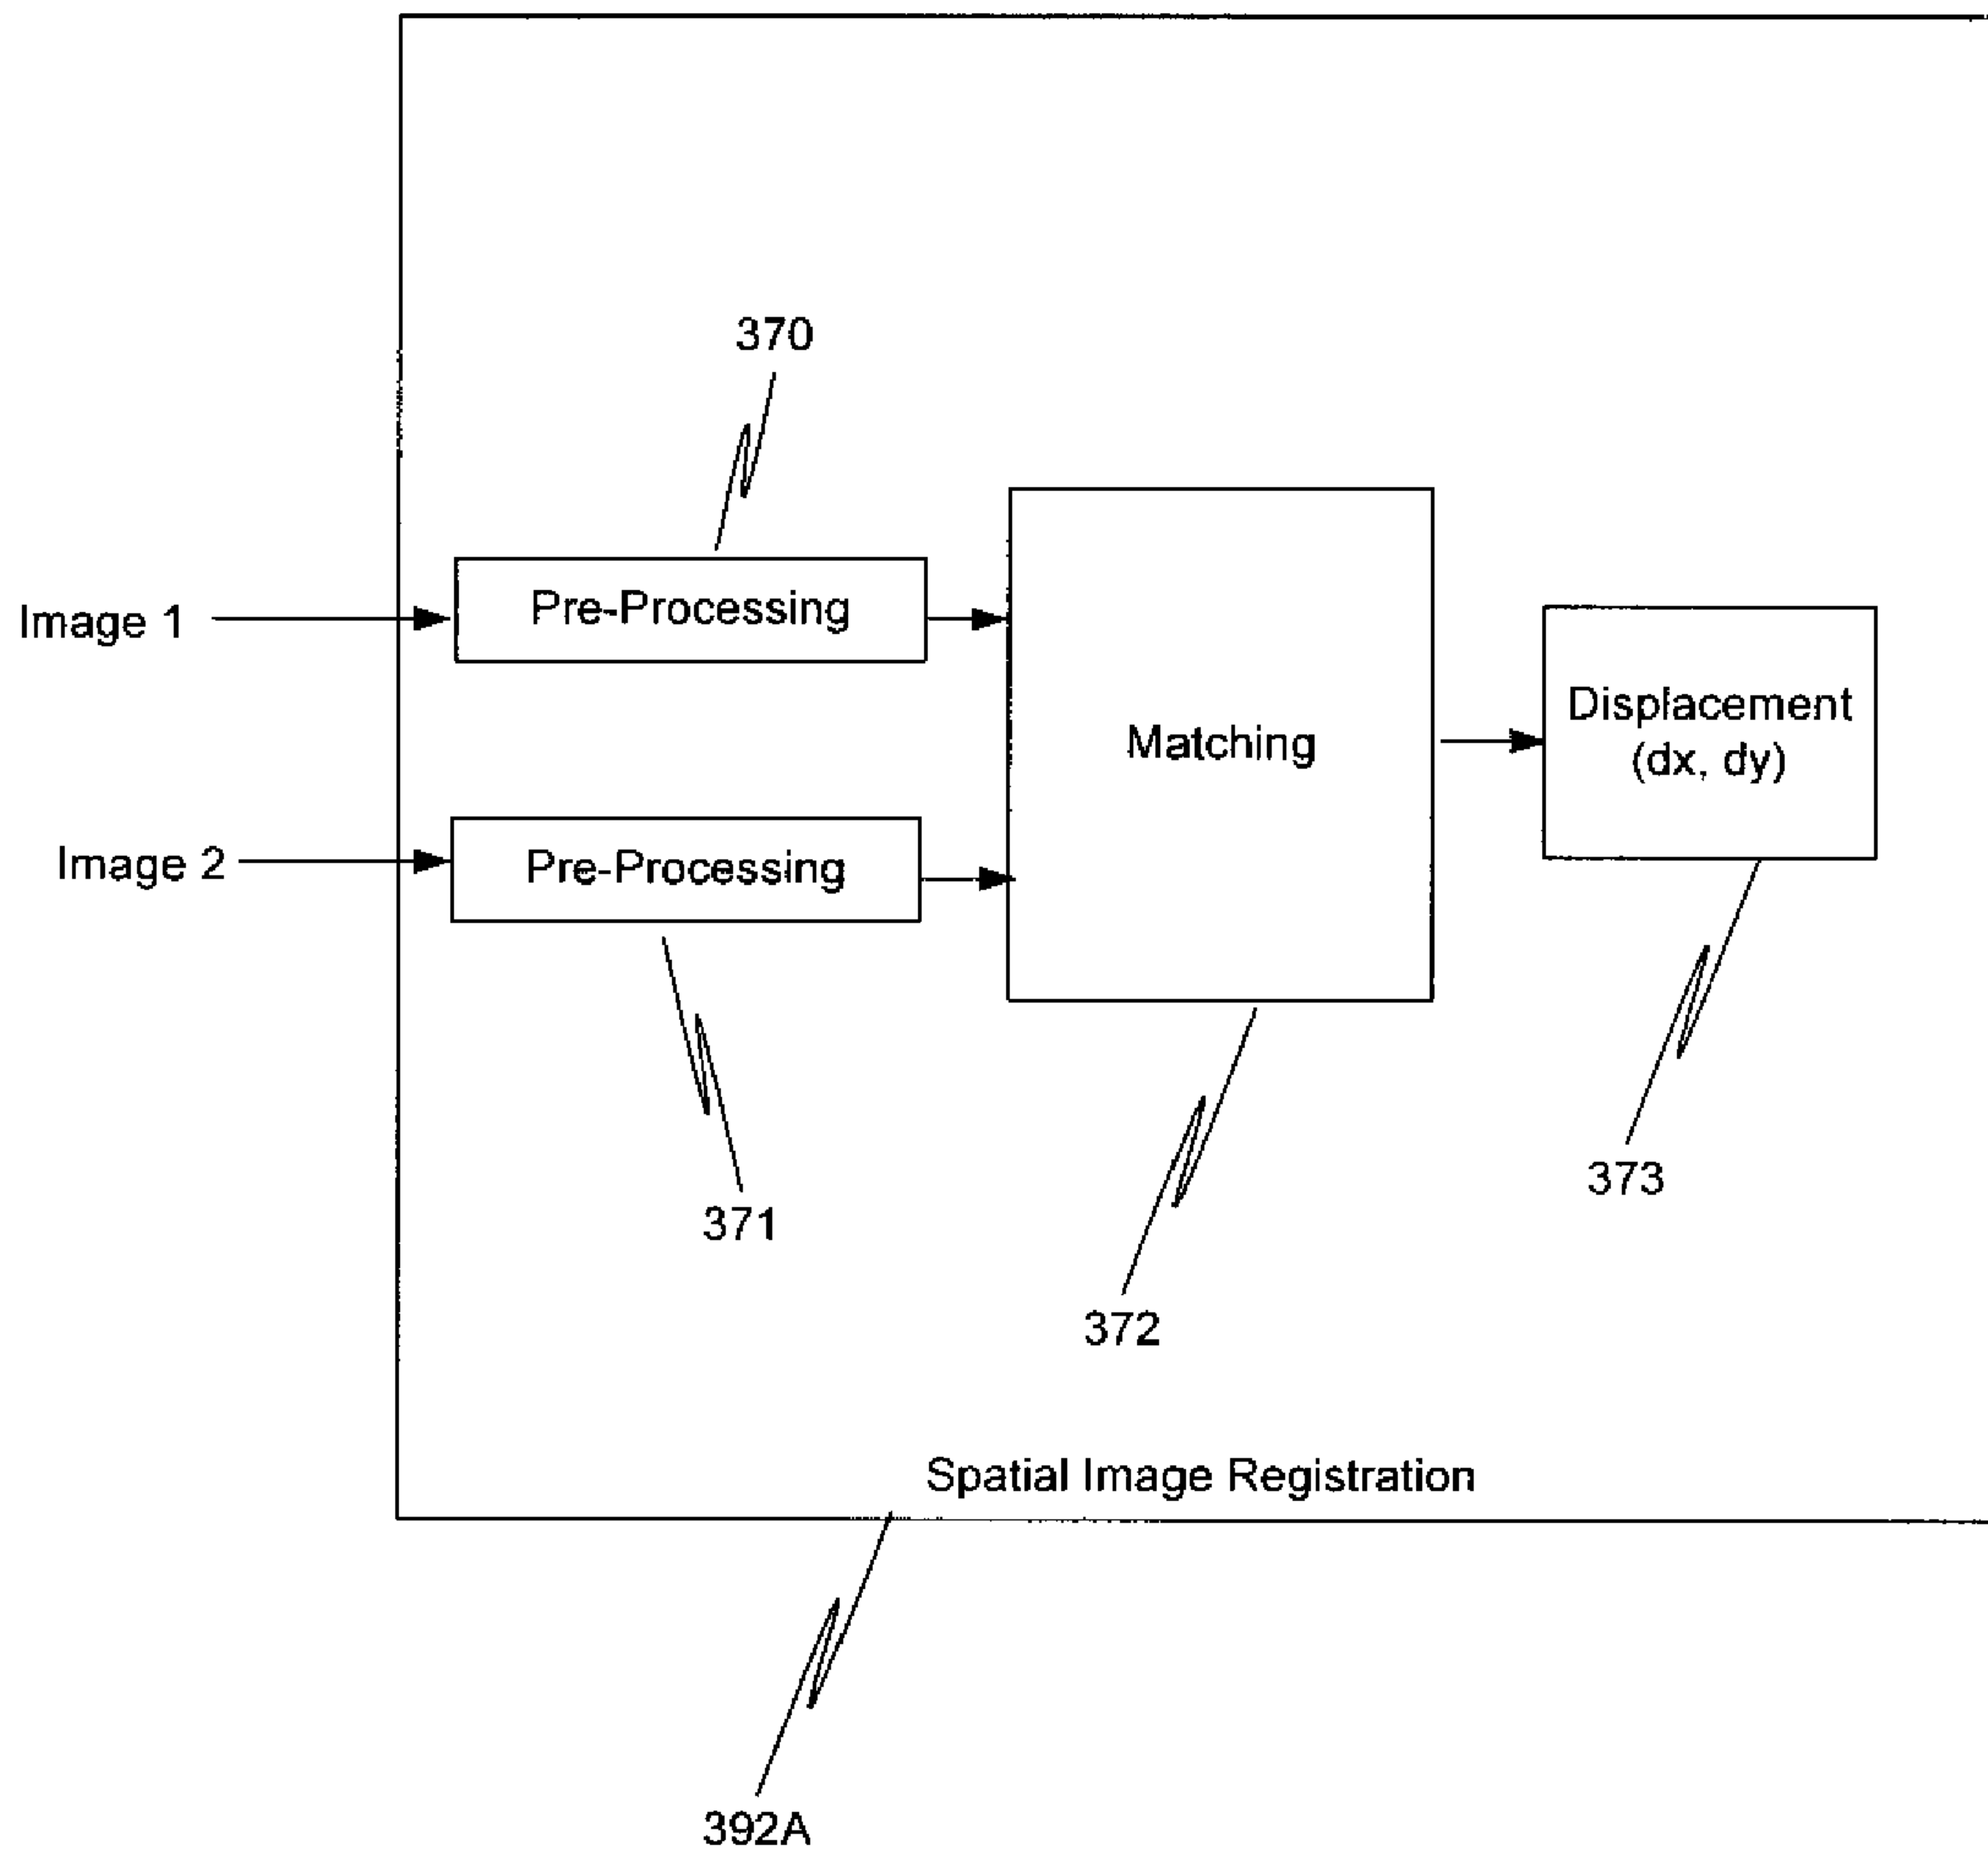 370
Image 1
Pre-Processing
Displacement
(dx, dy)
Matching
Image 2
Pre-Processing
373
371
372
Spatial Image Registration
392A